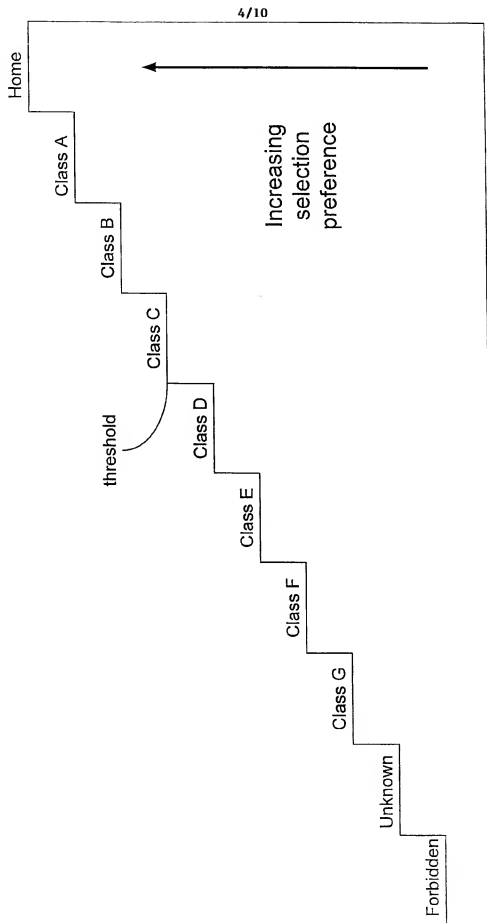 4/10
Home
Class A
Class B
Class C
threshold
Class D
Class E
Class F
Class G
Unknown
Forbidden
Increasing
selection
preference